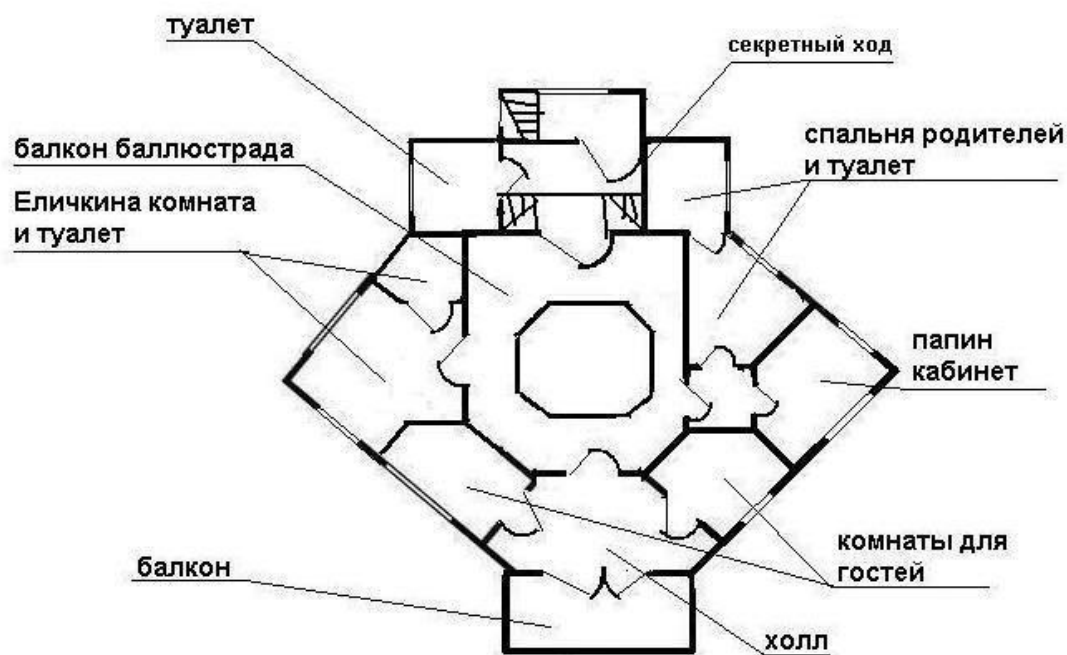 туалет
секретный ход
балкон баллюстрада
спальня родителей
и туалет
Еличкина комната
и туалет
папин
кабинет
комнаты для
гостей
балкон
холл